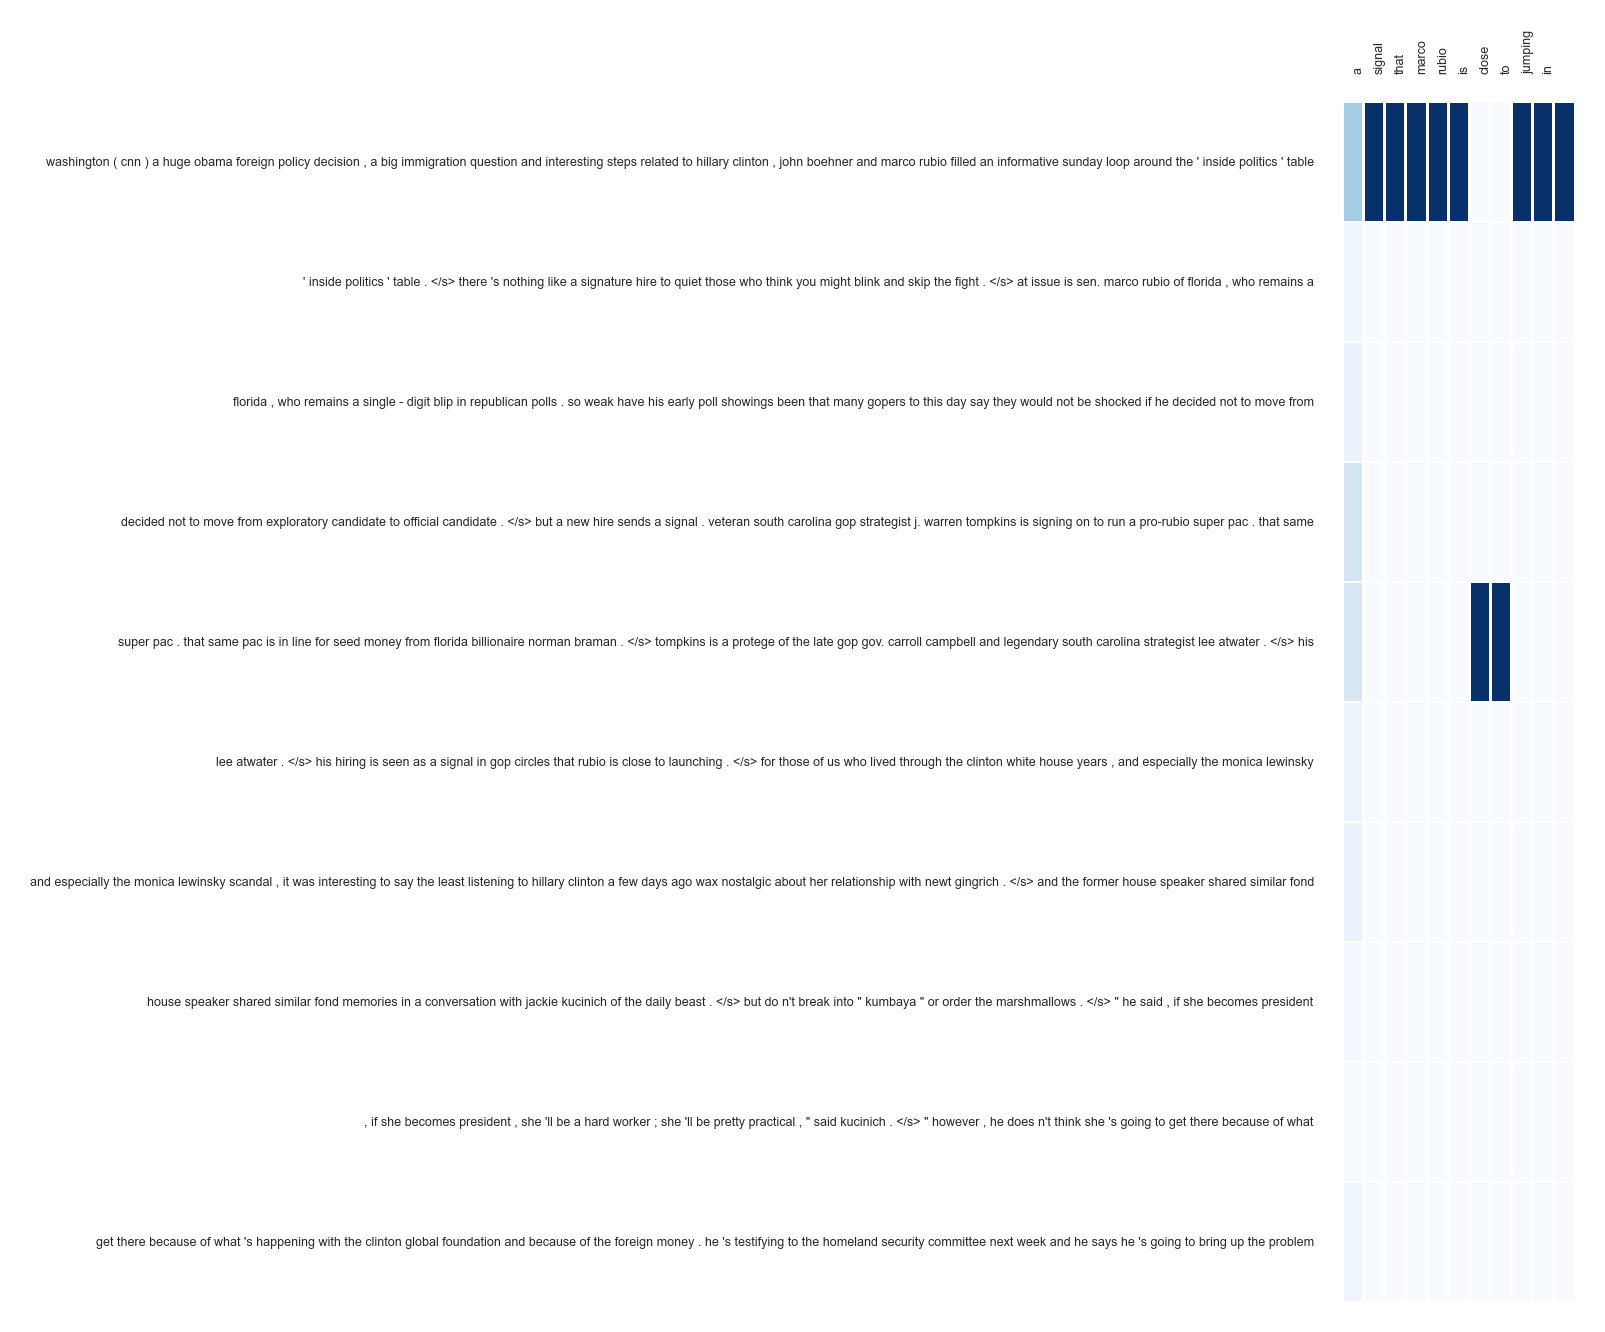 a
signal
that
marco
rubio
is
close
to
jumping
in
washington ( cnn ) a huge obama foreign policy decision , a big immigration question and interesting steps related to hillary clinton , john boehner and marco rubio filled an informative sunday loop around the ' inside politics ' table
' inside politics ' table . </s> there 's nothing like a signature hire to quiet those who think you might blink and skip the fight . </s> at issue is sen. marco rubio of florida , who remains a
florida , who remains a single - digit blip in republican polls . so weak have his early poll showings been that many gopers to this day say they would not be shocked if he decided not to move from
decided not to move from exploratory candidate to official candidate . </s> but a new hire sends a signal . veteran south carolina gop strategist j. warren tompkins is signing on to run a pro-rubio super pac . that same
super pac . that same pac is in line for seed money from florida billionaire norman braman . </s> tompkins is a protege of the late gop gov. carroll campbell and legendary south carolina strategist lee atwater . </s> his
lee atwater . </s> his hiring is seen as a signal in gop circles that rubio is close to launching . </s> for those of us who lived through the clinton white house years , and especially the monica lewinsky
and especially the monica lewinsky scandal , it was interesting to say the least listening to hillary clinton a few days ago wax nostalgic about her relationship with newt gingrich . </s> and the former house speaker shared similar fond
house speaker shared similar fond memories in a conversation with jackie kucinich of the daily beast . </s> but do n't break into " kumbaya " or order the marshmallows . </s> " he said , if she becomes president
, if she becomes president , she 'll be a hard worker ; she 'll be pretty practical , " said kucinich . </s> " however , he does n't think she 's going to get there because of what
get there because of what 's happening with the clinton global foundation and because of the foreign money . he 's testifying to the homeland security committee next week and he says he 's going to bring up the problem